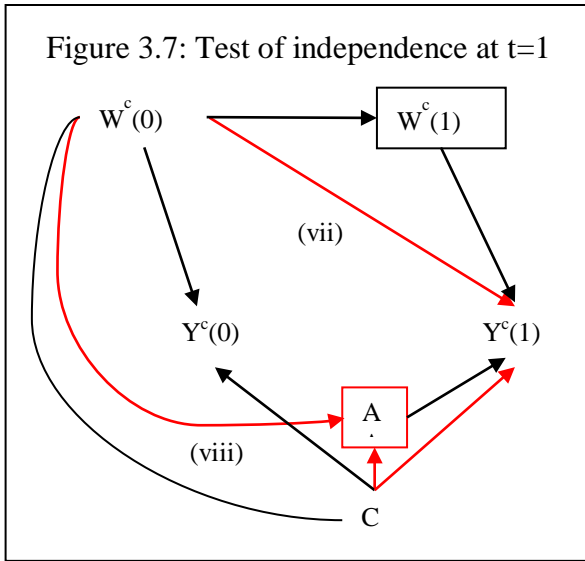 Figure 3.7: Test of independence at t=1
W^c(0) W^c(1)
(vii)
Y^c(0) Y^c(1)
A
(viii)
C